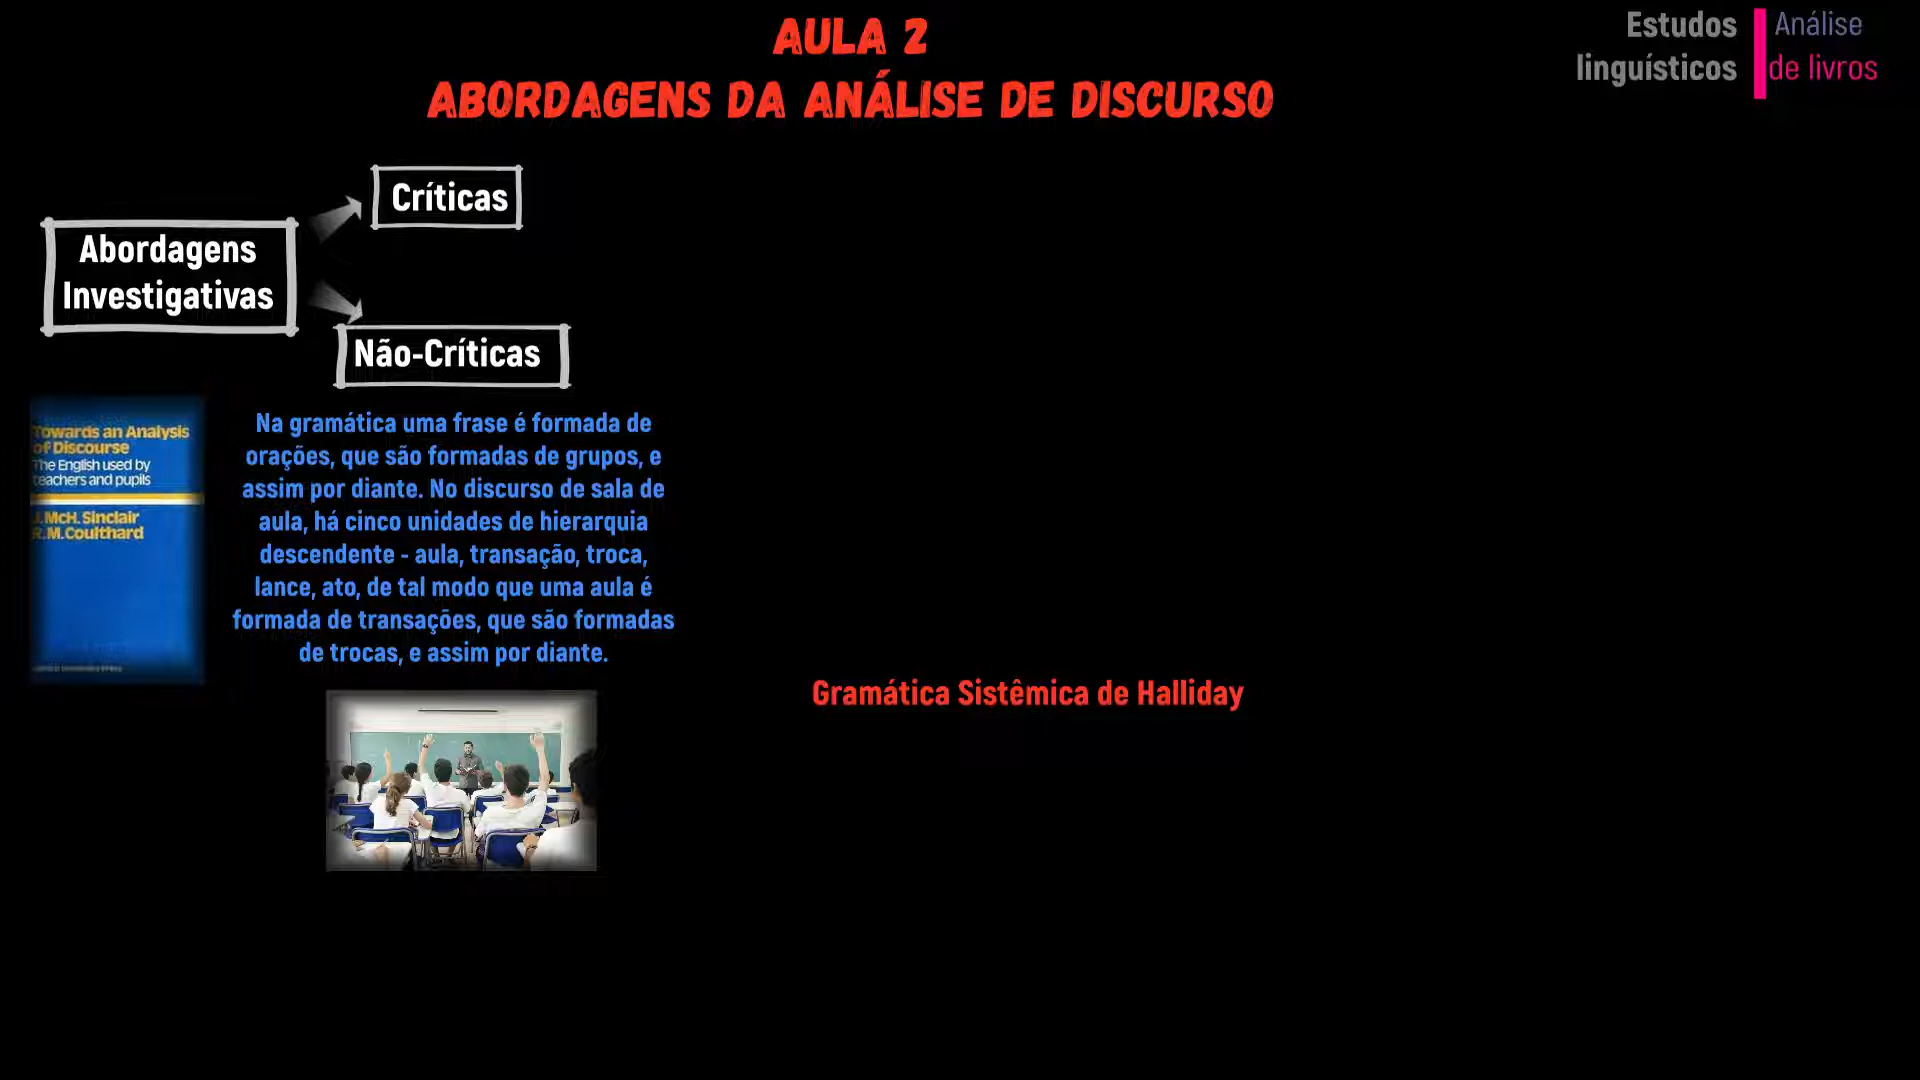 AULA 2
ABORDAGENS DA ANÁLISE DE DISCURSO
Estudos
linguísticos
Análise
de livros
Críticas
Abordagens
Investigativas
Não-Críticas
Towards an Analysis
of Discourse
The English used by
teachers and pupils
J.McH.Sinclair
R.M.Coulthard
Na gramática uma frase é formada de
orações, que são formadas de grupos, e
assim por diante. No discurso de sala de
aula, há cinco unidades de hierarquia
descendente - aula, transação, troca,
lance, ato, de tal modo que uma aula é
formada de transações, que são formadas
de trocas, e assim por diante.
Gramática Sistêmica de Halliday